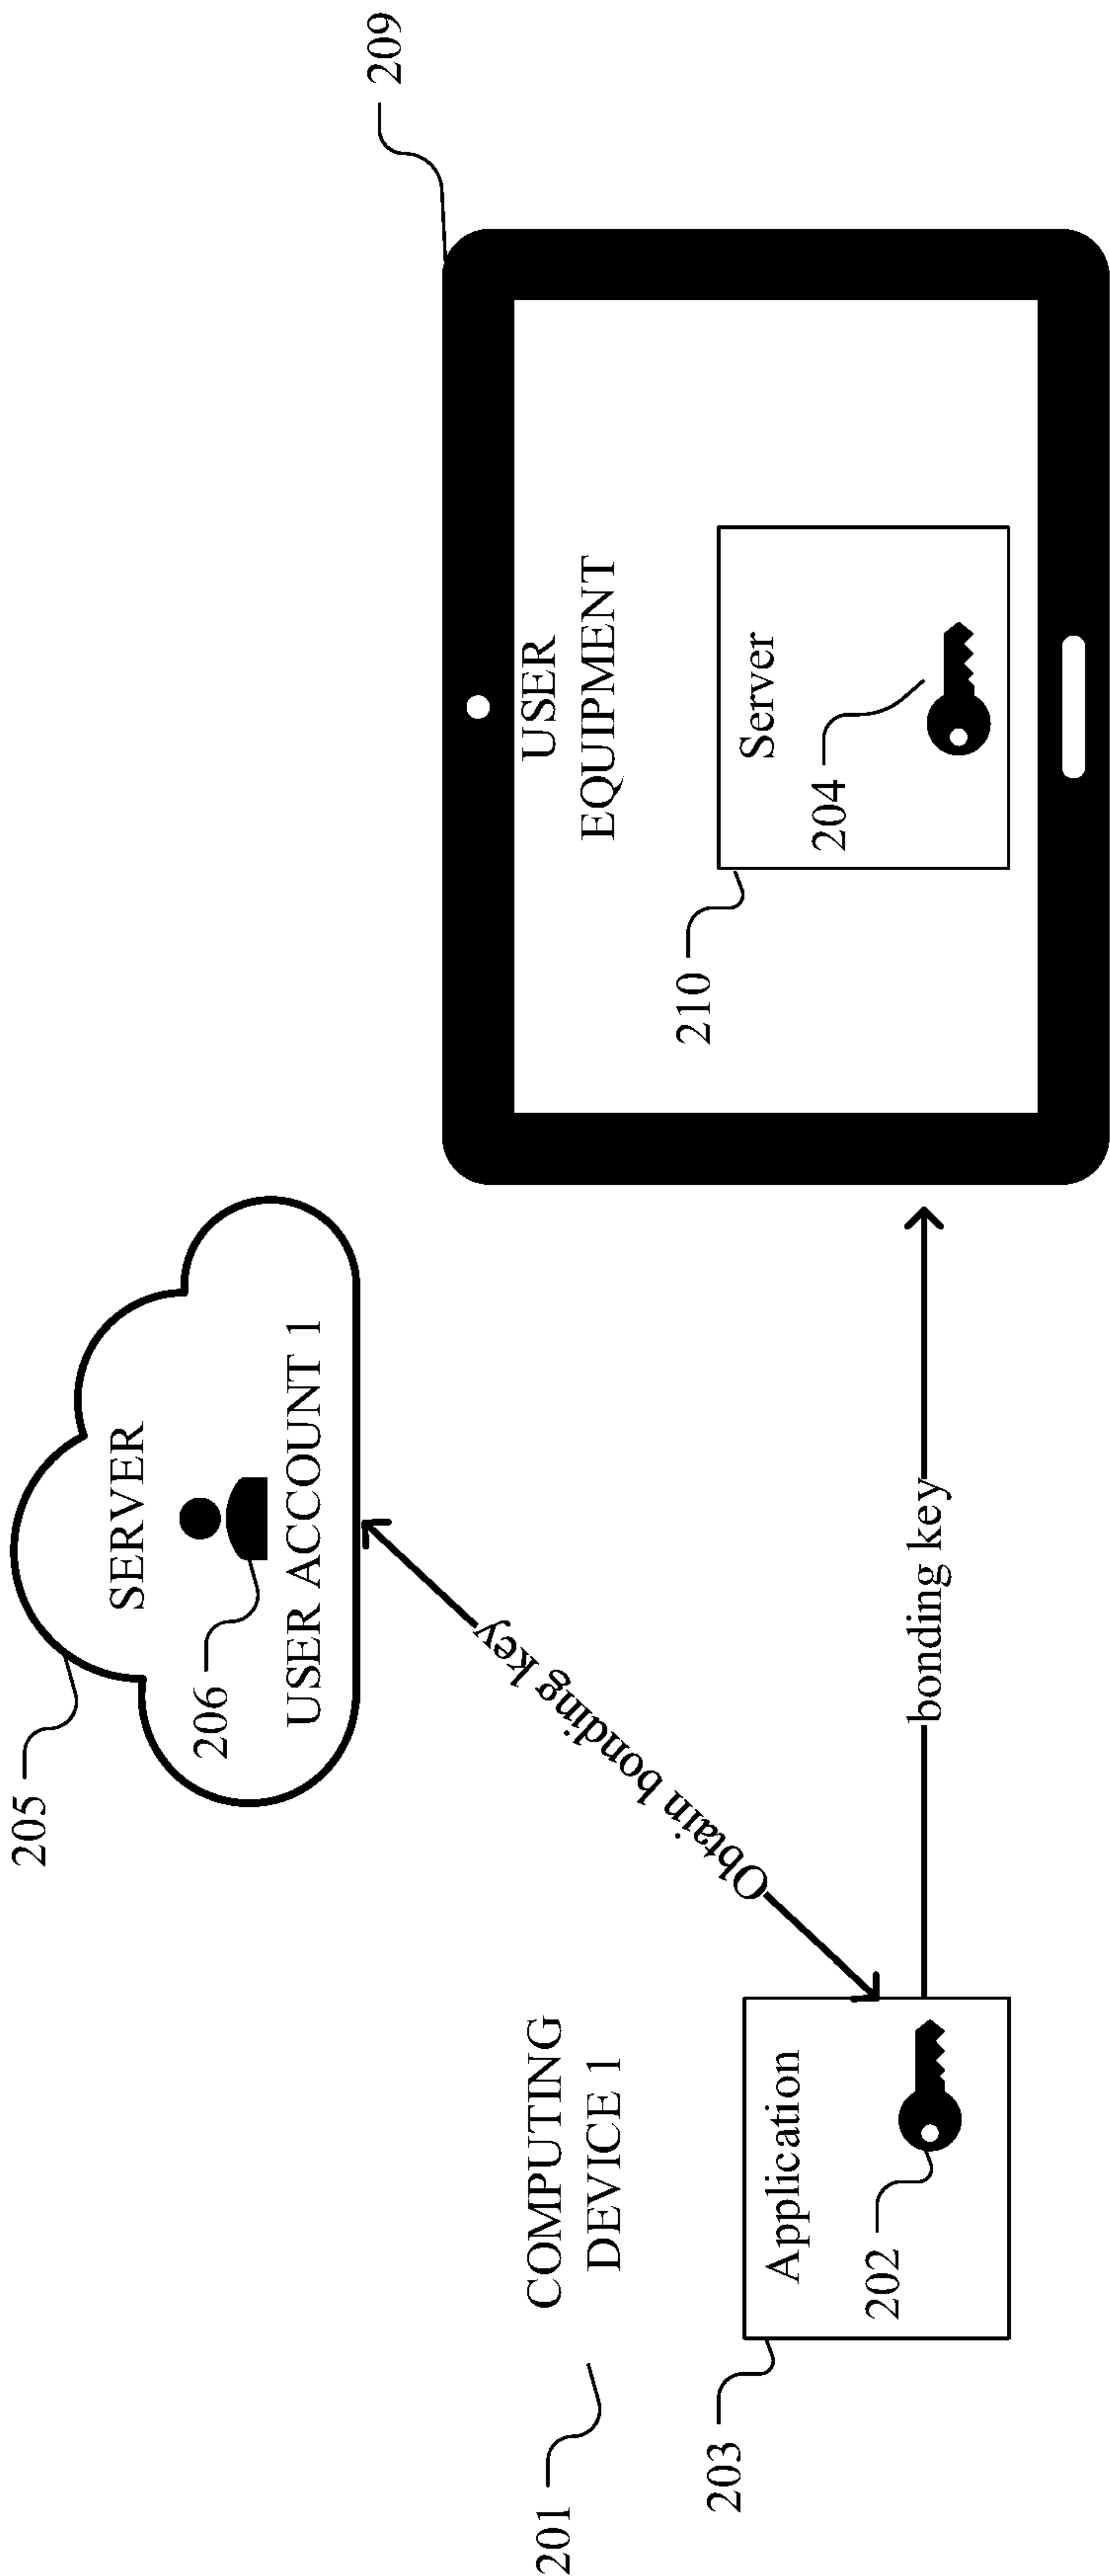 205
SERVER
206
USER ACCOUNT 1
209
201
COMPUTING
DEVICE 1
Obtain bonding key
USER
EQUIPMENT
203
Application
202
bonding key
210
Server
204